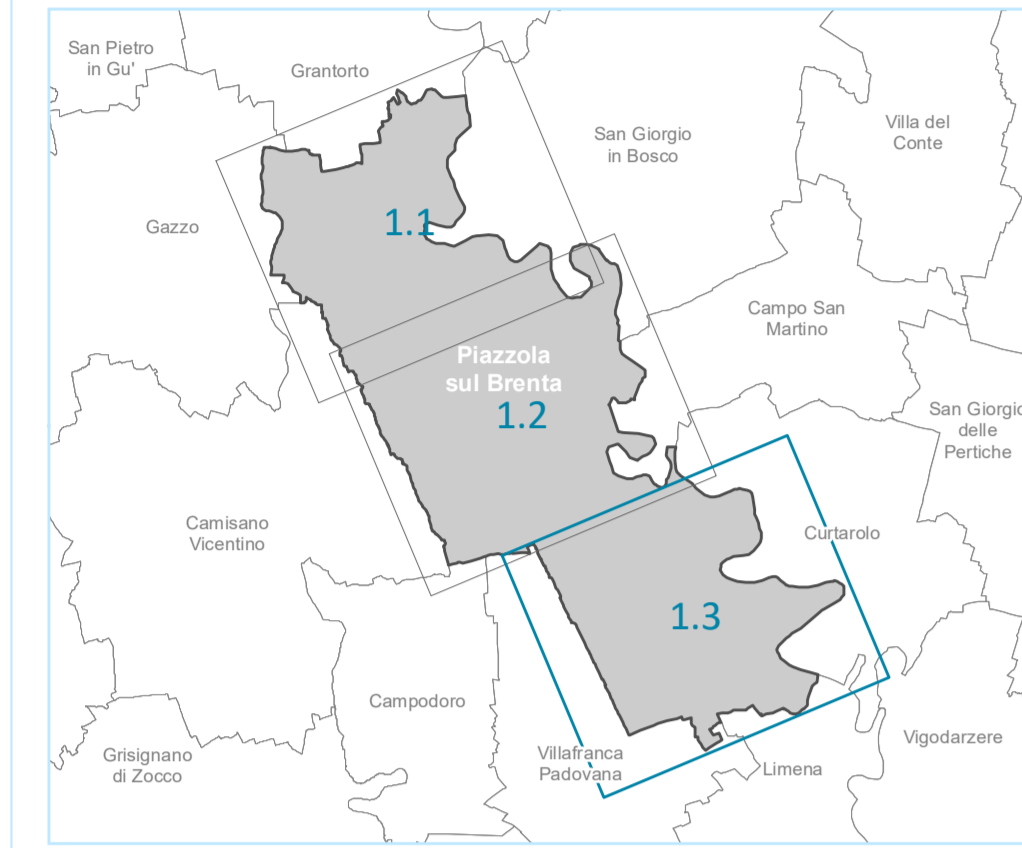 San Pietro
in Gu'
Grantorto
San Giorgio
in Bosco
Villa del
Conte
Gazzo
1.1
Campo San
Martino
Piazzola
sul Brenta
1.2
San Giorgio
delle
Pertiche
Camisano
Vicentino
Curtarolo
1.3
Campodoro
Villafranca
Padovana
Limena
Vigodarzere
Grisignano
di Zocco